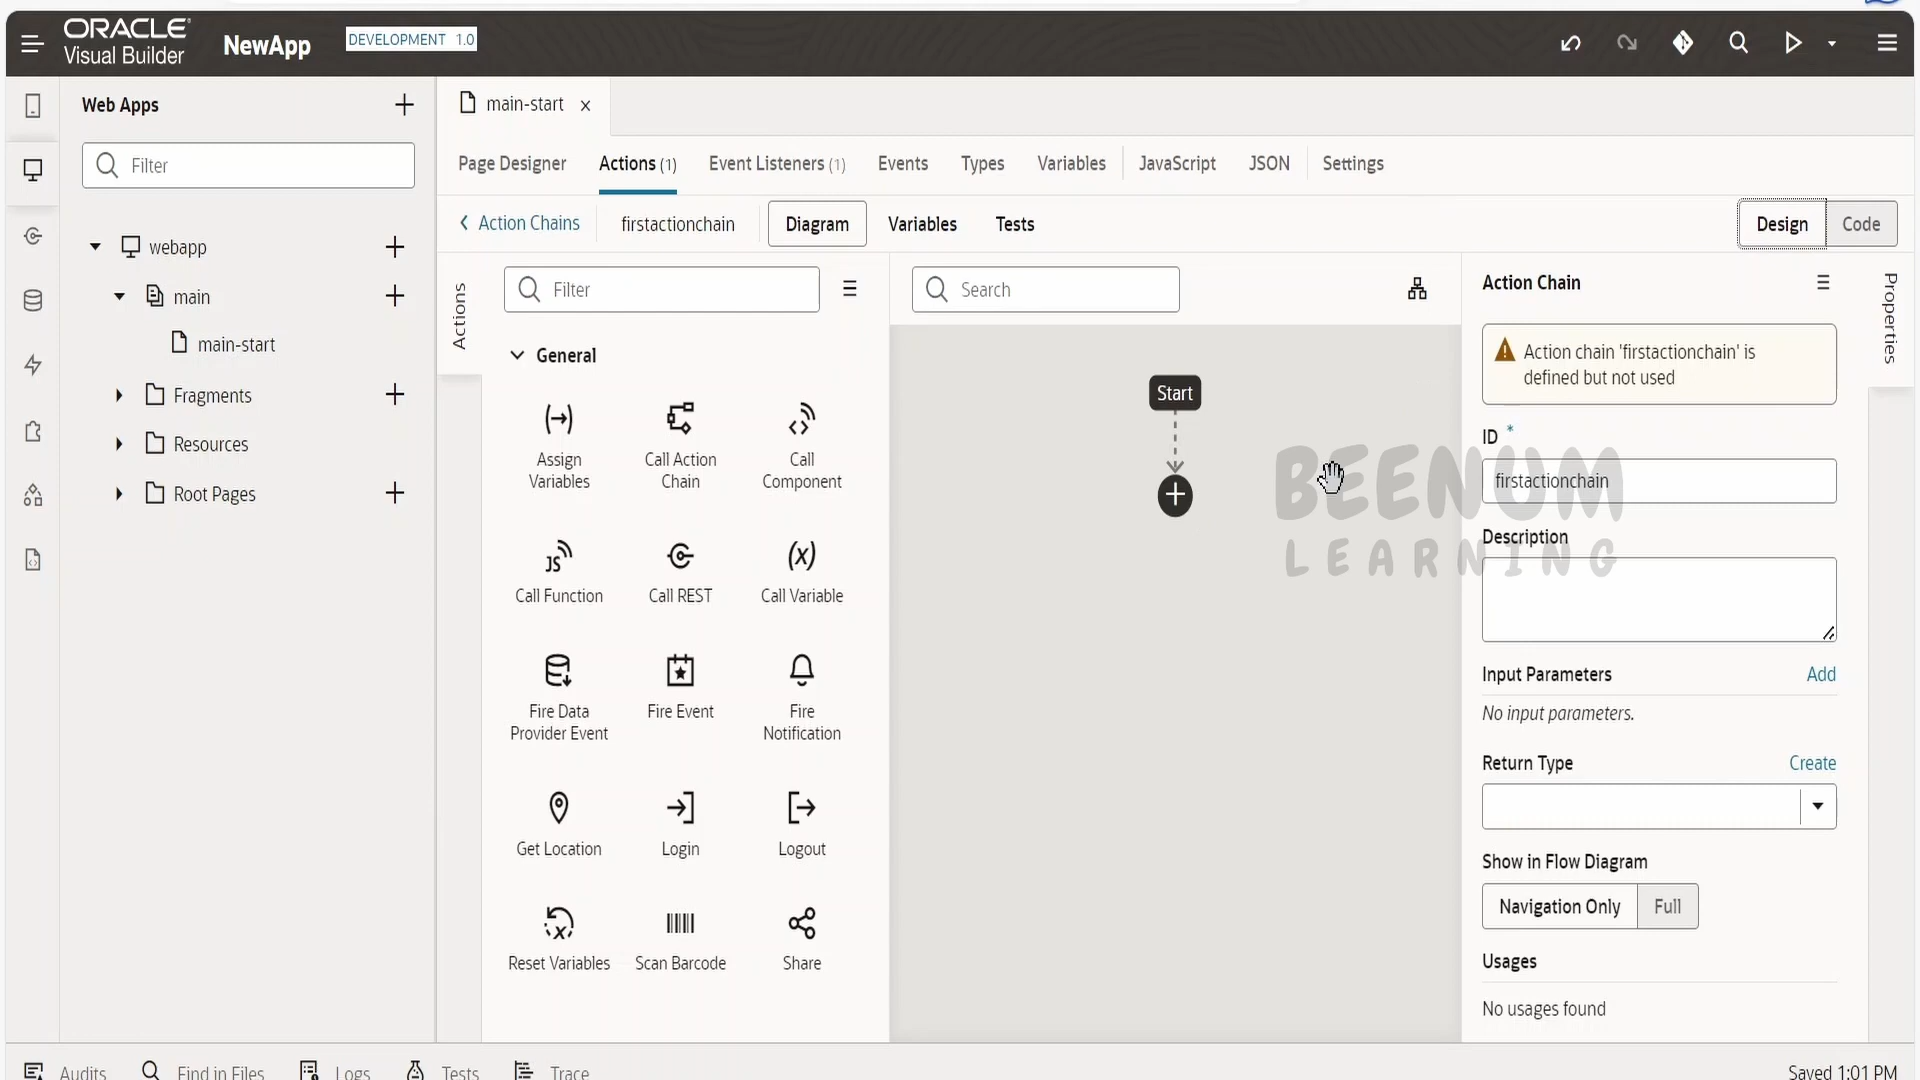 ORACLE
Visual Builder
NewApp
DEVELOPMENT 1.0
Web Apps
Filter
webapp
main
main-start
Fragments
Resources
Root Pages
main-start
Page Designer
Actions (1)
Event Listeners (1)
Events
Types
Variables
JavaScript
JSON
Settings
Action Chains
firstactionchain
Diagram
Variables
Tests
Design
Code
Actions
Filter
General
Assign
Variables
Call Action
Chain
Call
Component
JS
Call Function
Call REST
(x)
Call Variable
Fire Data
Provider Event
Fire Event
Fire
Notification
Get Location
Login
Logout
x
Reset Variables
Scan Barcode
Share
Search
Start
BEENUM
LEARNING
Action Chain
Properties
Action chain 'firstactionchain' is
defined but not used
ID *
firstactionchain
Description
Input Parameters
Add
No input parameters.
Return Type
Create
Show in Flow Diagram
Navigation Only
Full
Usages
No usages found
Audits
Find in Files
Logs
Tests
Trace
Saved 1:01 PM